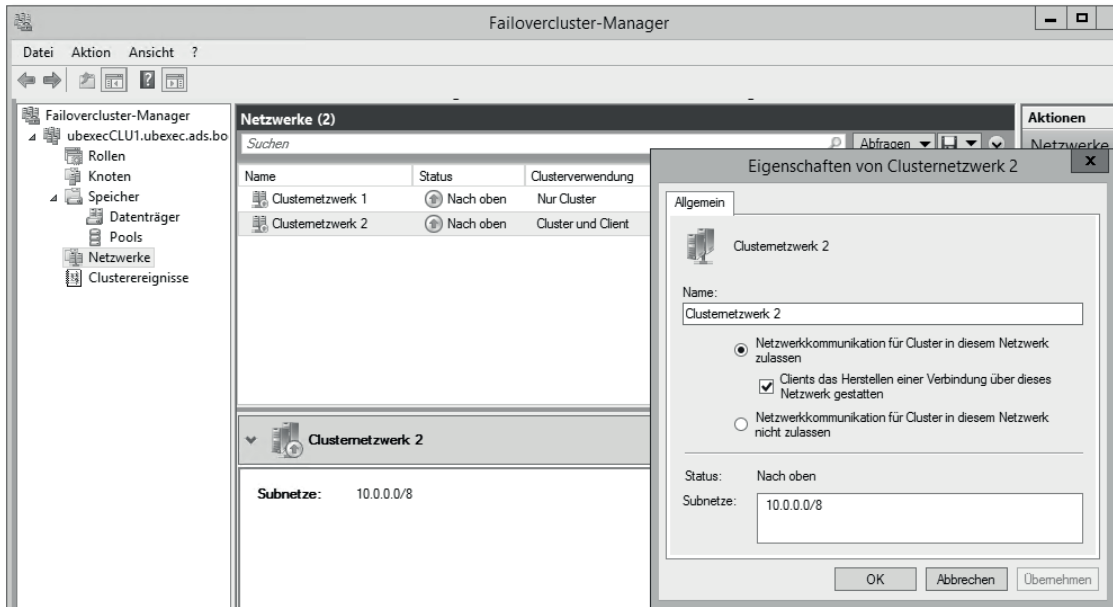 Failovercluster-Manager
Datei Aktion Ansicht ?
Failovercluster-Manager
ubexecCLU1.ubexec.ads.bo
Rollen
Knoten
Speicher
Datenträger
Pools
Netzwerke
Clusterereignisse
Netzwerke (2)
Suchen
Abfragen
Name Status Clusterverwendung
Clusternetzwerk 1 Nach oben Nur Cluster
Clusternetzwerk 2 Nach oben Cluster und Client
Clusternetzwerk 2
Subnetze: 10.0.0.0/8
Aktionen
Netzwerke
Eigenschaften von Clusternetzwerk 2
x
Allgemein
Clusternetzwerk 2
Name:
Clusternetzwerk 2
Netzwerkkommunikation für Cluster in diesem Netzwerk
zulassen
Clients das Herstellen einer Verbindung über dieses
Netzwerk gestatten
Netzwerkkommunikation für Cluster in diesem Netzwerk
nicht zulassen
Status: Nach oben
Subnetze: 10.0.0.0/8
OK Abbrechen Übernehmen